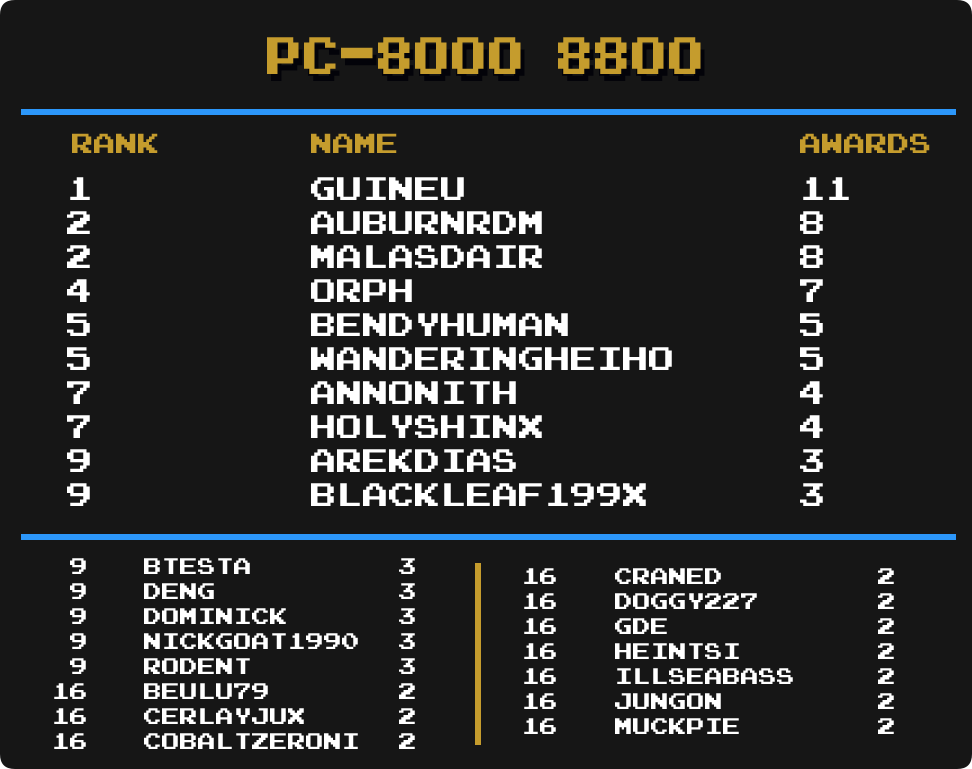 PC-8000 8800
RANK NAME AWARDS
1 GUINEU 11
2 AUBURNRDM 8
2 MALASDAIR 8
4 ORPH 7
5 BENDYHUMAN 5
5 WANDERINGHEIHO 5
7 ANNONITH 4
7 HOLYSHINX 4
9 AREKDIAS 3
9 BLACKLEAF199X 3
9 BTESTA 3
9 DENG 3
9 DOMINICK 3
9 NICKGOAT1990 3
9 RODENT 3
16 BEULU79 2
16 CERLAYJUX 2
16 COBALTZERONI 2
16 CRANED 2
16 DOGGY227 2
16 GDE 2
16 HEINTSI 2
16 ILLSEABASS 2
16 JUNGON 2
16 MUCKPIE 2